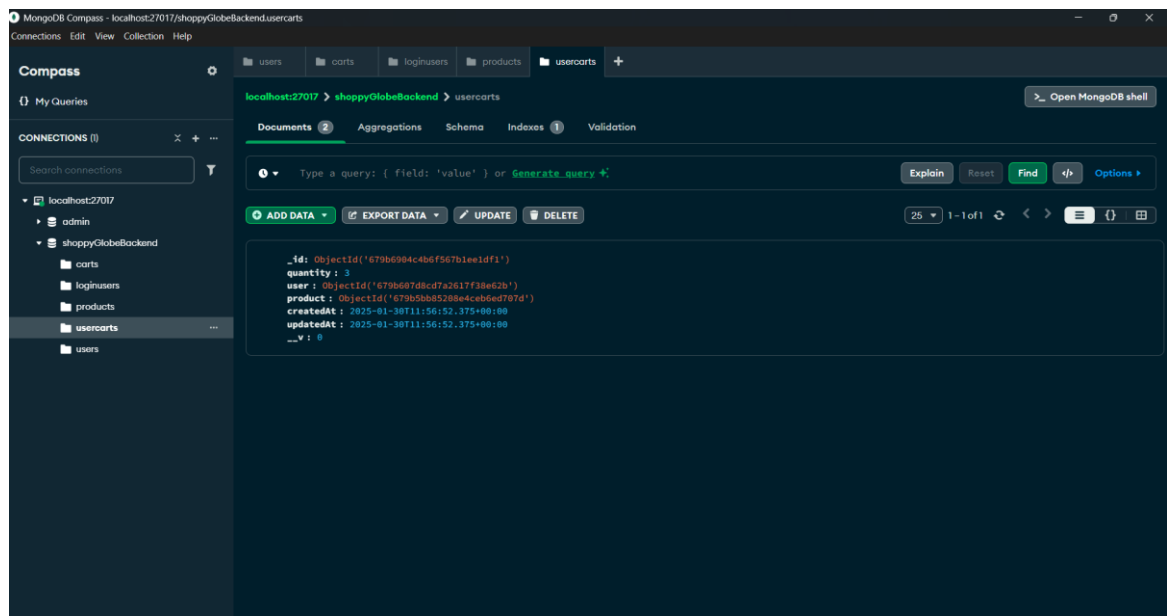 MongoDB Compass - localhost:27017/shoppyGlobeBackend.usercarts
Connections Edit View Collection Help
Compass
{} My Queries
CONNECTIONS (1)
Search connections
localhost:27017
admin
shoppyGlobeBackend
carts
loginusers
products
usercarts
users
users carts loginusers products usercarts +
localhost:27017 > shoppyGlobeBackend > usercarts
>_ Open MongoDB shell
Documents 2 Aggregations Schema Indexes 1 Validation
Type a query: { field: 'value' } or Generate query
Explain Reset Find </> Options
ADD DATA EXPORT DATA UPDATE DELETE
25 1-1 of 1 {}
_id: ObjectId('679b6904c4b6f567b1ee1df1')
quantity : 3
user : ObjectId('679b607d8cd7a2617f38e62b')
product : ObjectId('679b5bb85208e4ceb6ed707d')
createdAt : 2025-01-30T11:56:52.375+00:00
updatedAt : 2025-01-30T11:56:52.375+00:00
__v : 0